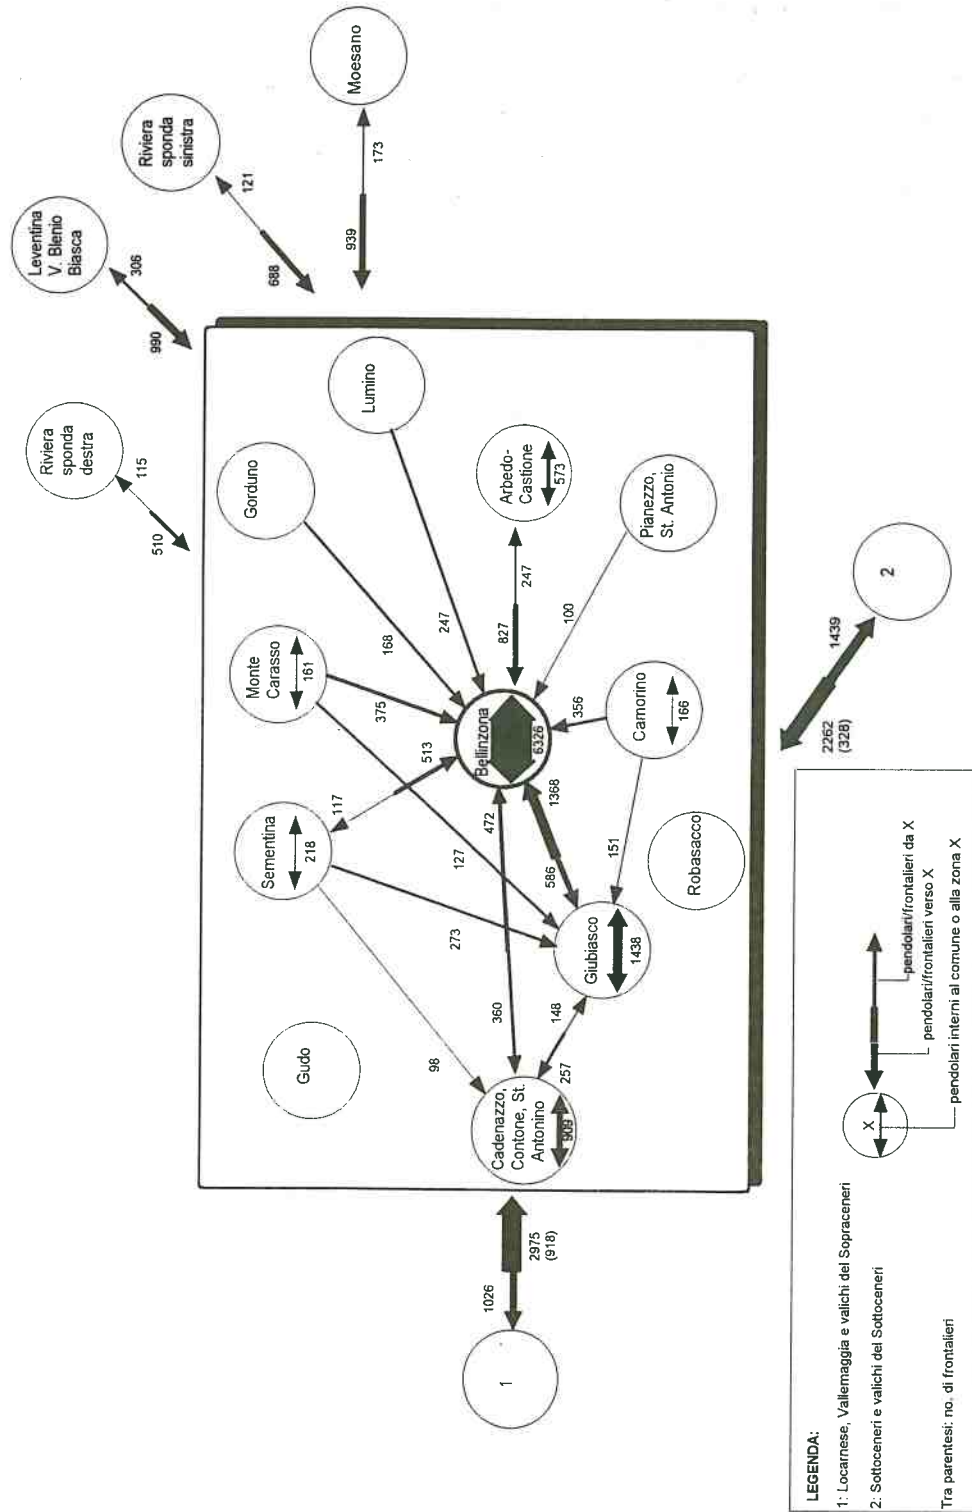 Moesano
173
939
Riviera
sponda
sinistra
121
688
Leventina
V. Blenio
Biasca
306
990
Riviera
sponda
destra
115
510
Lumino
247
Gorduno
168
Arbedo-
Castione
573
247
827
Pianezzo,
St. Antonio
100
Monte
Carasso
161
375
127
Bellinzona
6326
Camorino
166
356
151
Sementina
218
117
513
273
98
472
360
1368
586
Giubiasco
1438
148
257
Robasacco
Gudo
Cadenazzo,
Contone, St.
Antonino
909
2975
(918)
1026
1
2
1439
2262
(328)
LEGENDA:
1: Locarnese, Vallemaggia e valichi del Sopraceneri
2: Sottoceneri e valichi del Sottoceneri
Tra parentesi: no. di frontalieri
X
pendolari/frontalieri da X
pendolari/frontalieri verso X
pendolari interni al comune o alla zona X